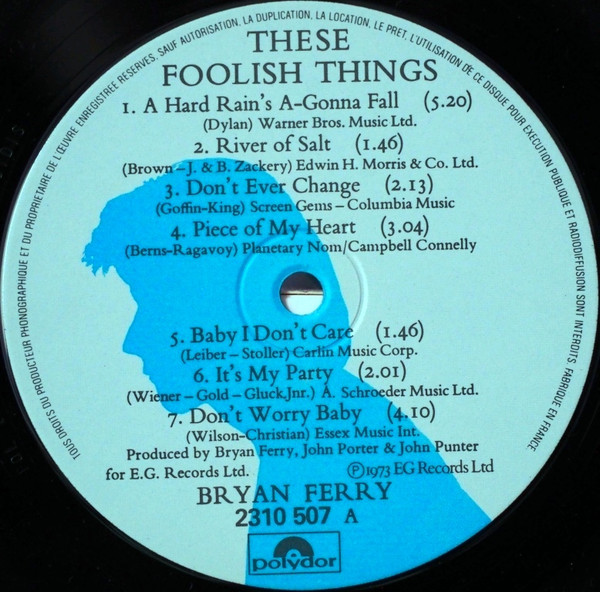 TOUS DROITS DU PRODUCTEUR PHONOGRAPHIQUE ET DU PROPRIETAIRE DE L'ŒUVRE ENREGISTREE RESERVES, SAUF AUTORISATION, LA DUPLICATION, LA LOCATION, LE PRET, L'UTILISATION DE CE DISQUE POUR EXECUTION PUBLIQUE ET RADIODIFFUSION SONT INTERDITS FABRIQUE EN FRANCE
THESE
FOOLISH THINGS
1. A Hard Rain's A-Gonna Fall (5.20)
(Dylan) Warner Bros. Music Ltd.
2. River of Salt (1.46)
(Brown-J. & B. Zackery) Edwin H. Morris & Co. Ltd.
3. Don't Ever Change (2.13)
(Goffin-King) Screen Gems – Columbia Music
4. Piece of My Heart (3.04)
(Berns-Ragavoy) Planetary Nom/Campbell Connelly
5. Baby I Don't Care (1.46)
(Leiber – Stoller) Carlin Music Corp.
6. It's My Party (2.01)
(Wiener – Gold – Gluck, Jnr.) A. Schroeder Music Ltd.
7. Don't Worry Baby (4.10)
(Wilson-Christian) Essex Music Int.
Produced by Bryan Ferry, John Porter & John Punter
for E.G. Records Ltd. Ⓟ1973 EG Records Ltd
BRYAN FERRY
2310 507 A
polydor